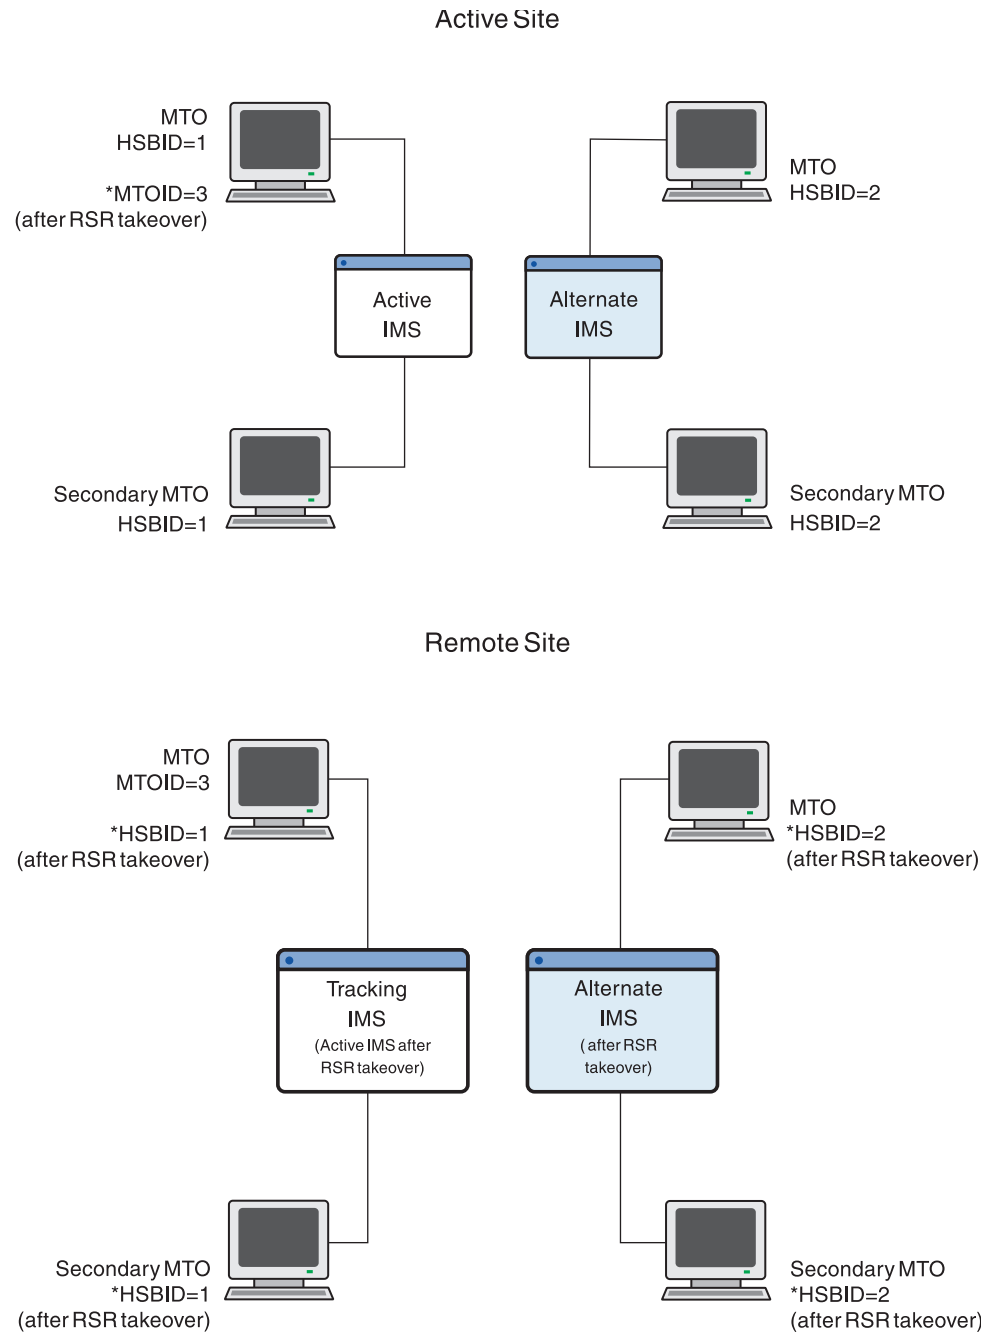 Active Site
MTO
HSBID=1
*MTOID=3
(after RSR takeover)
MTO
HSBID=2
Active
IMS
Alternate
IMS
Secondary MTO
HSBID=1
Secondary MTO
HSBID=2
Remote Site
MTO
MTOID=3
*HSBID=1
(after RSR takeover)
MTO
*HSBID=2
(after RSR takeover)
Tracking
IMS
(Active IMS after
RSR takeover)
Alternate
IMS
( after RSR
takeover)
Secondary MTO
*HSBID=1
(after RSR takeover)
Secondary MTO
*HSBID=2
(after RSR takeover)